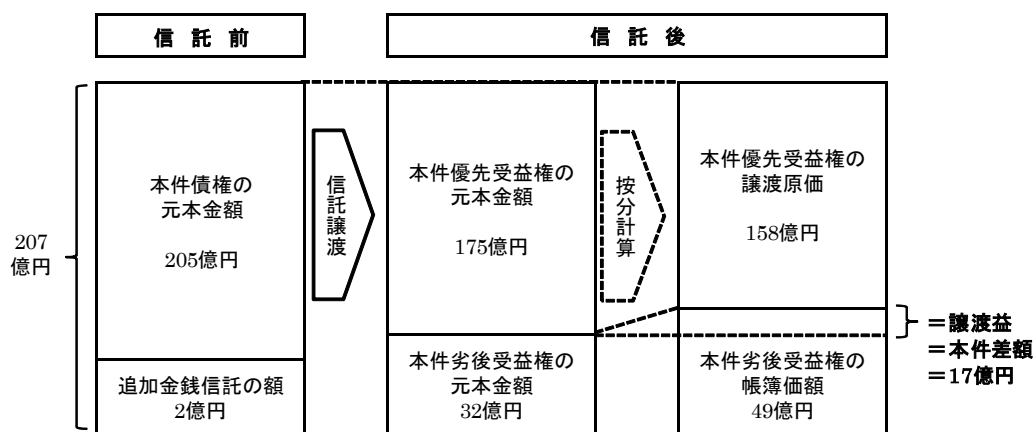 信 託 前
信 託 後
207
億円
本件債権の
元本金額
205億円
追加金銭信託の額
2億円
信託譲渡
本件優先受益権の
元本金額
175億円
本件劣後受益権の
元本金額
32億円
按分計算
本件優先受益権の
譲渡原価
158億円
本件劣後受益権の
帳簿価額
49億円
＝譲渡益
＝本件差額
＝17億円